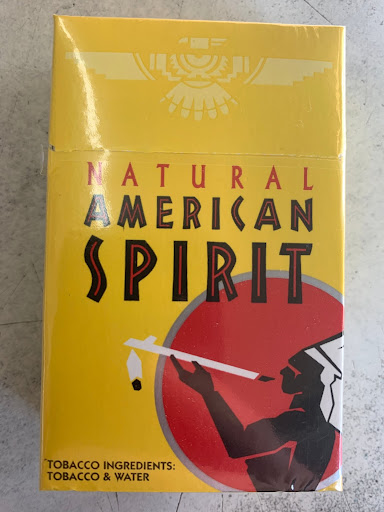 NATURAL
AMERICAN
SPIRIT
TOBACCO INGREDIENTS:
TOBACCO & WATER